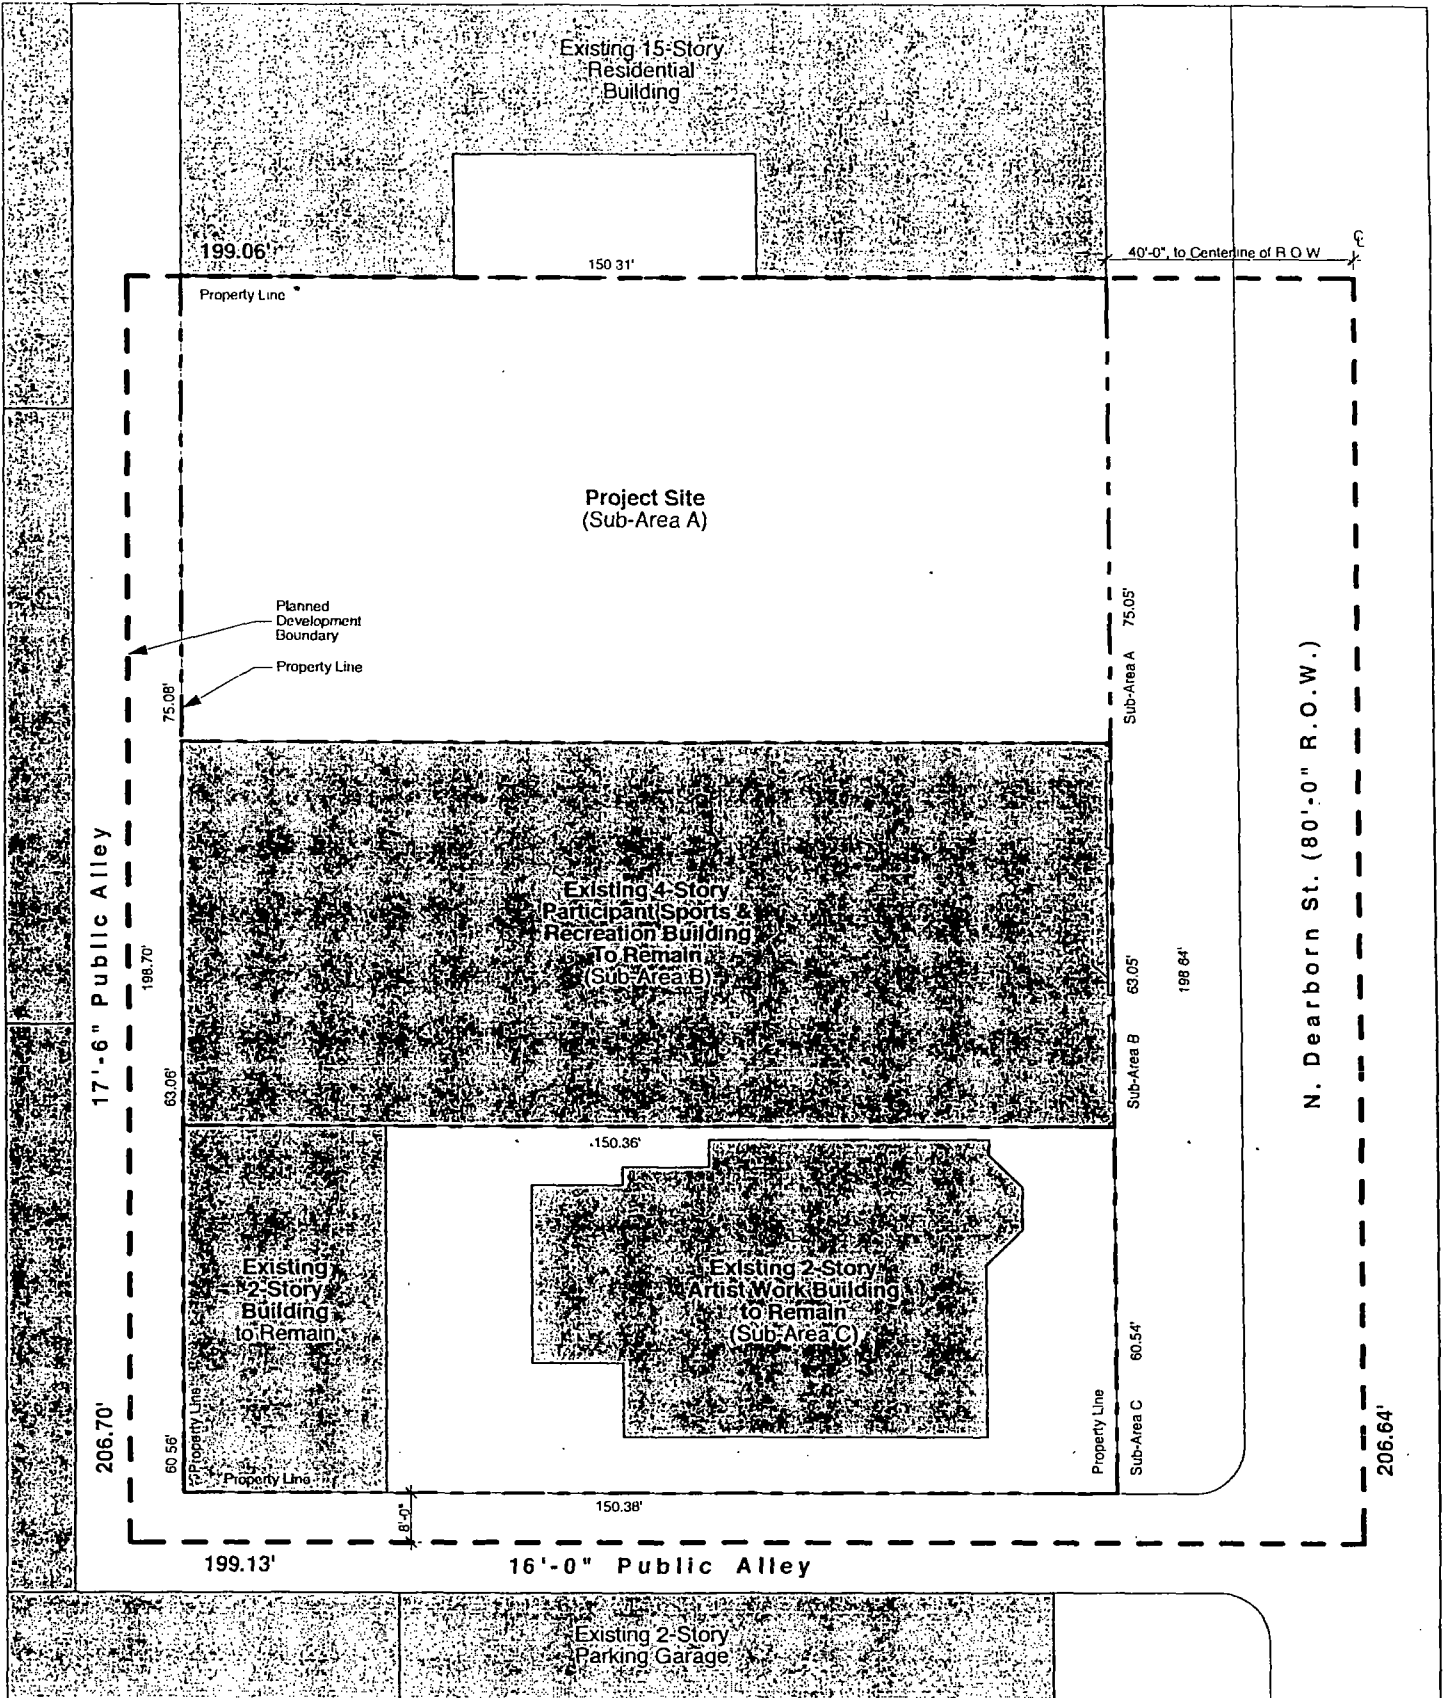 Existing 15-Story
Residential
Building
199.06'
150 31'
40'-0", to Centerline of R O W
Property Line
Project Site
(Sub-Area A)
Planned
Development
Boundary
Property Line
75.08'
Sub-Area A 75.05'
N. Dearborn St. (80'-0" R.O.W.)
17'-6" Public Alley
198.70'
Existing 4-Story
Participant Sports &
Recreation Building
To Remain
(Sub-Area B)
63.06'
Sub-Area B 63.05'
198 64'
150.36'
Existing
2-Story
Building
to Remain
Existing 2-Story
Artist Work Building
to Remain
(Sub-Area C)
206.70'
60 56'
Property Line
Property Line
Property Line
Sub-Area C 60.54'
206.64'
8'-0"
150.38'
199.13'
16'-0" Public Alley
Existing 2-Story
Parking Garage